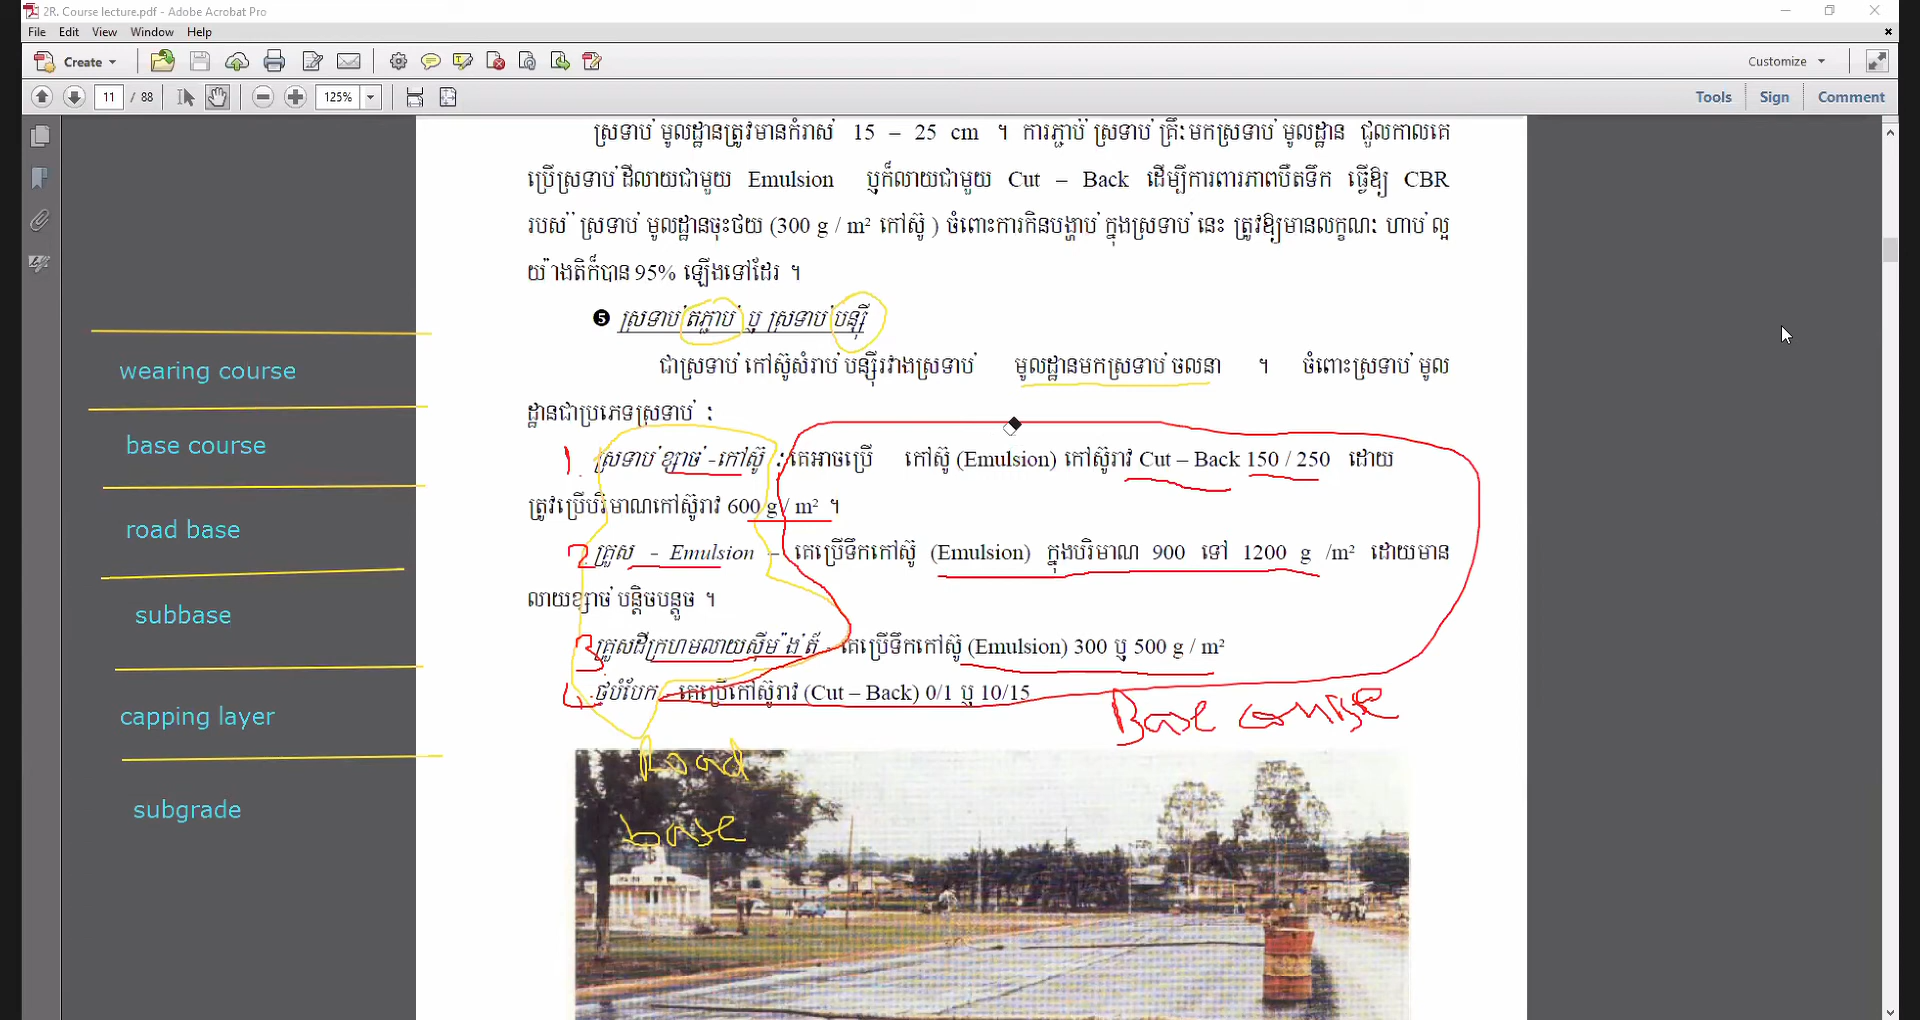 2R. Course lecture.pdf - Adobe Acrobat Pro
File Edit View Window Help
Create Customize
11 / 88 125% Tools Sign Comment
ស្រទាប់មូលដ្ឋានត្រូវមានកំរាស់ 15 – 25 cm ។ ការភ្ជាប់ស្រទាប់គ្រឹះមកស្រទាប់មូលដ្ឋាន ជួលកាលគេ
ប្រើស្រទាប់ដីលាយជាមួយ Emulsion ឬក៏លាយជាមួយ Cut – Back ដើម្បីការពារភាពបឺតទឹក ធ្វើឱ្យ CBR
របស់ស្រទាប់មូលដ្ឋានចុះថយ (300 g / m² កៅស៊ូ ) ចំពោះការកិនបង្ហាប់ក្នុងស្រទាប់នេះ ត្រូវឱ្យមានលក្ខណៈ ហាប់ល្អ
យ៉ាងតិក៏បាន 95% ឡើងទៅដែរ ។
❺ ស្រទាប់តភ្ជាប់ ឬ ស្រទាប់បន្ស៊ី
ជាស្រទាប់កៅស៊ូសំរាប់បន្ស៊ីរវាងស្រទាប់ មូលដ្ឋានមកស្រទាប់ចលនា ។ ចំពោះស្រទាប់មូល
ដ្ឋានជាប្រភេទស្រទាប់ :
1 ស្រទាប់ខ្សាច់ -កៅស៊ូ : គេអាចប្រើ កៅស៊ូ (Emulsion) កៅស៊ូរាវ Cut – Back 150 / 250 ដោយ
ត្រូវប្រើបរិមាណកៅស៊ូរាវ 600 g / m² ។
2 គ្រួស - Emulsion – គេប្រើទឹកកៅស៊ូ (Emulsion) ក្នុងបរិមាណ 900 ទៅ 1200 g /m² ដោយមាន
លាយខ្សាច់បន្តិចបន្តួច ។
3 គ្រួសដីក្រហមលាយស៊ីម៉ង់ត៍ - គេប្រើទឹកកៅស៊ូ (Emulsion) 300 ឬ 500 g / m²
4 ថ្មបំបែក - គេប្រើកៅស៊ូរាវ (Cut – Back) 0/1 ឬ 10/15
Base course
Road
base
wearing course
base course
road base
subbase
capping layer
subgrade